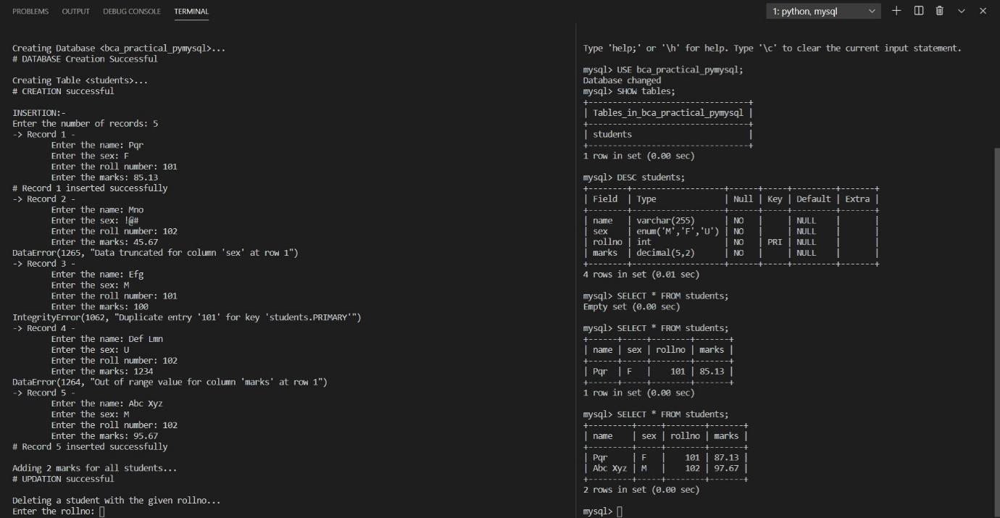 PROBLEMS OUTPUT DEBUG CONSOLE TERMINAL
1: python, mysql
Creating Database <bca_practical_pymysql>...
# DATABASE Creation Successful
Creating Table <students>...
# CREATION successful
INSERTION:-
Enter the number of records: 5
-> Record 1 -
Enter the name: Pqr
Enter the sex: F
Enter the roll number: 101
Enter the marks: 85.13
# Record 1 inserted successfully
-> Record 2 -
Enter the name: Mno
Enter the sex: !@#
Enter the roll number: 102
Enter the marks: 45.67
DataError(1265, "Data truncated for column 'sex' at row 1")
-> Record 3 -
Enter the name: Efg
Enter the sex: M
Enter the roll number: 101
Enter the marks: 100
IntegrityError(1062, "Duplicate entry '101' for key 'students.PRIMARY'")
-> Record 4 -
Enter the name: Def Lmn
Enter the sex: U
Enter the roll number: 102
Enter the marks: 1234
DataError(1264, "Out of range value for column 'marks' at row 1")
-> Record 5 -
Enter the name: Abc Xyz
Enter the sex: M
Enter the roll number: 102
Enter the marks: 95.67
# Record 5 inserted successfully
Adding 2 marks for all students...
# UPDATION successful
Deleting a student with the given rollno...
Enter the rollno:
Type 'help;' or '\h' for help. Type '\c' to clear the current input statement.
mysql> USE bca_practical_pymysql;
Database changed
mysql> SHOW tables;
+---------------------------------+
| Tables_in_bca_practical_pymysql |
+---------------------------------+
| students                        |
+---------------------------------+
1 row in set (0.00 sec)
mysql> DESC students;
+--------+-------------------+------+-----+---------+-------+
| Field  | Type              | Null | Key | Default | Extra |
+--------+-------------------+------+-----+---------+-------+
| name   | varchar(255)      | NO   |     | NULL    |       |
| sex    | enum('M','F','U') | NO   |     | NULL    |       |
| rollno | int               | NO   | PRI | NULL    |       |
| marks  | decimal(5,2)      | NO   |     | NULL    |       |
+--------+-------------------+------+-----+---------+-------+
4 rows in set (0.01 sec)
mysql> SELECT * FROM students;
Empty set (0.00 sec)
mysql> SELECT * FROM students;
+------+-----+--------+-------+
| name | sex | rollno | marks |
+------+-----+--------+-------+
| Pqr  | F   |    101 | 85.13 |
+------+-----+--------+-------+
1 row in set (0.00 sec)
mysql> SELECT * FROM students;
+---------+-----+--------+-------+
| name    | sex | rollno | marks |
+---------+-----+--------+-------+
| Pqr     | F   |    101 | 87.13 |
| Abc Xyz | M   |    102 | 97.67 |
+---------+-----+--------+-------+
2 rows in set (0.00 sec)
mysql>